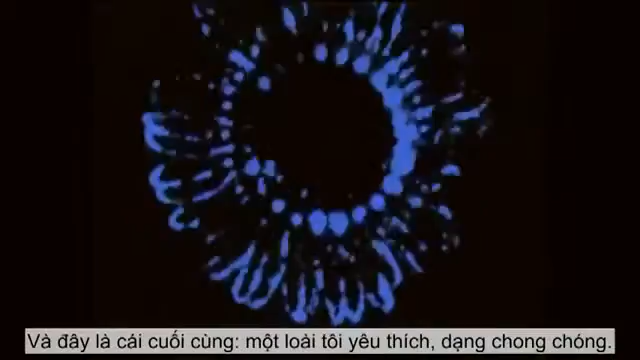 Và đây là cái cuối cùng: một loài tôi yêu thích, dạng chong chóng.